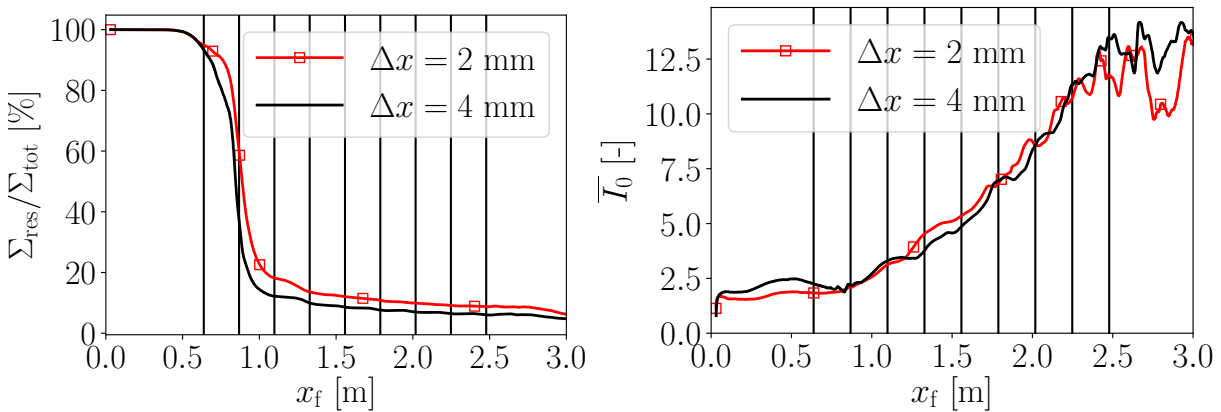 100
80
60
40
20
0
Σres/Σtot [%]
Δx = 2 mm
Δx = 4 mm
0.0 0.5 1.0 1.5 2.0 2.5 3.0
xf [m]
12.5
10.0
7.5
5.0
2.5
0.0
I̅0 [-]
Δx = 2 mm
Δx = 4 mm
0.0 0.5 1.0 1.5 2.0 2.5 3.0
xf [m]